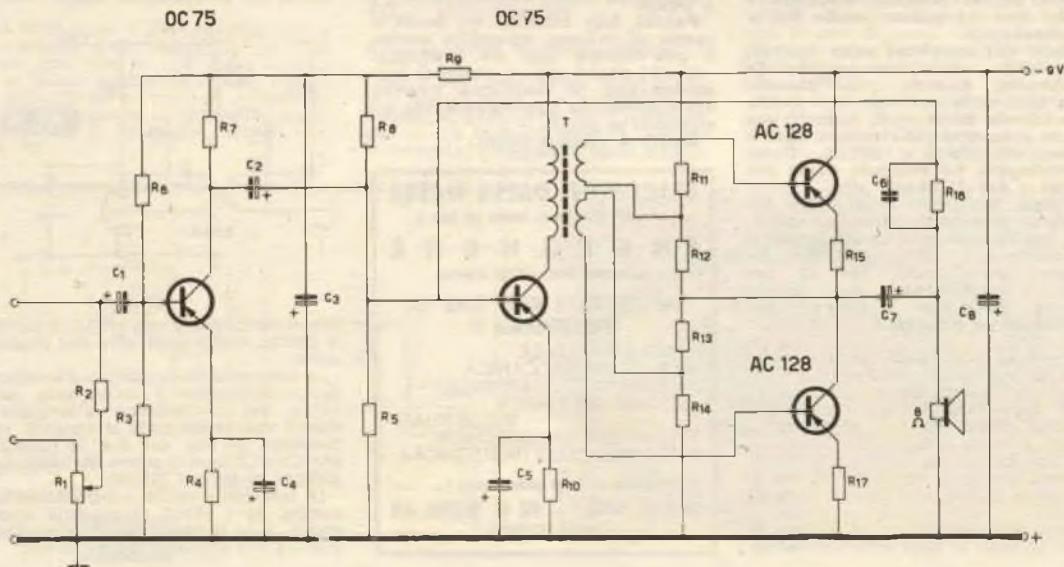 OC 75
OC 75
R9
-9V
T
AC 128
R7
R8
C2
R6
R11
C6
R16
R12
R15
C1
C3
C7
C8
R13
AC 128
R2
R3
R5
R14
8 Ω
R1
R4
C4
C5
R10
R17
+